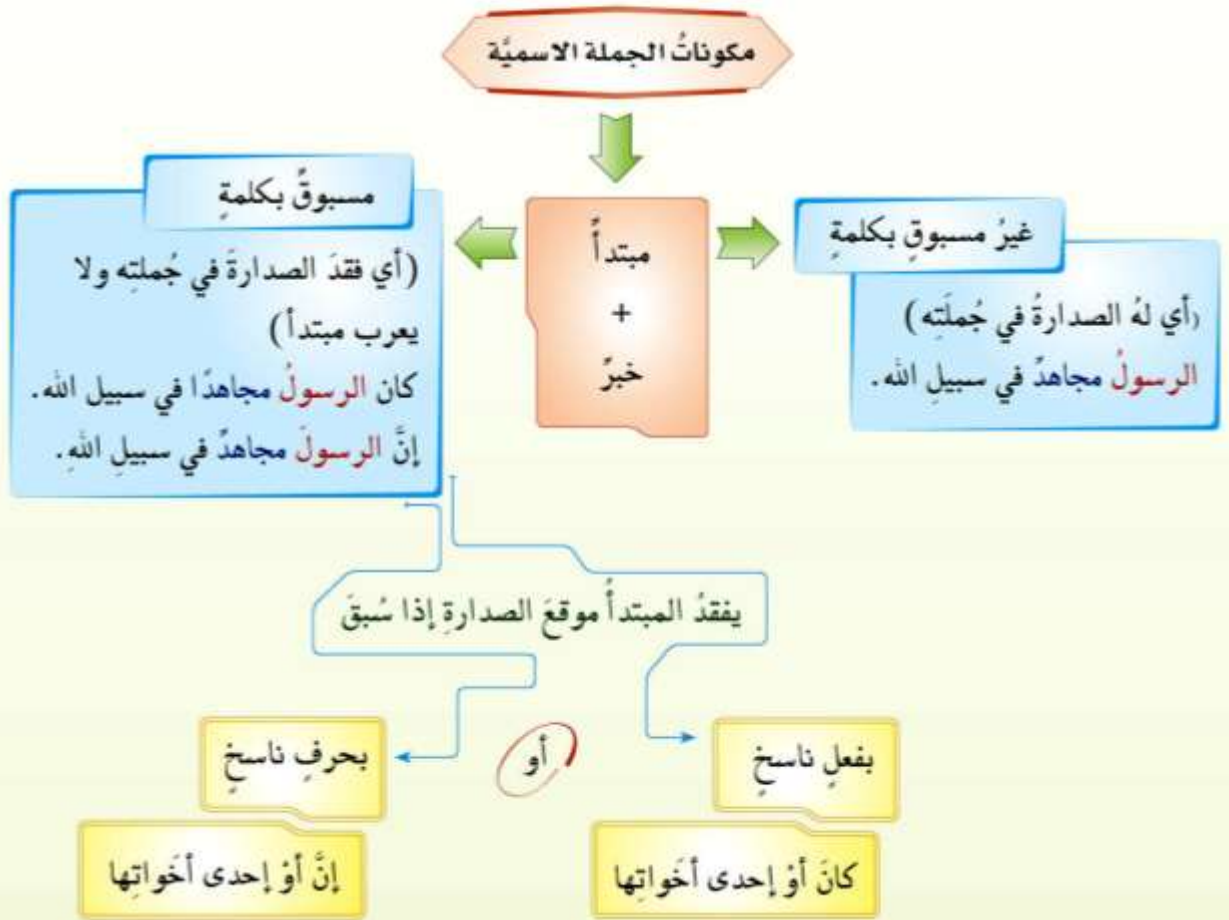 مكوناتُ الجملة الاسميَّة
مبتدأٌ
+
خبرٌ
غيرُ مسبوقٍ بكلمةٍ
(أي لهُ الصدارةُ في جُملَتِه)
الرسولُ مجاهدٌ في سبيلِ الله.
مسبوقٌ بكلمةٍ
(أي فقدَ الصدارةَ في جُملتِه ولا
يعرب مبتدأ)
كان الرسولُ مجاهدًا في سبيل الله.
إنَّ الرسولَ مجاهدٌ في سبيلِ اللهِ.
يفقدُ المبتدأُ موقعَ الصدارةِ إذا سُبقَ
بفعلٍ ناسخٍ
أو
بحرفٍ ناسخٍ
كانَ أوْ إحدى أخَواتِها
إنَّ أوْ إحدى أخَواتِها